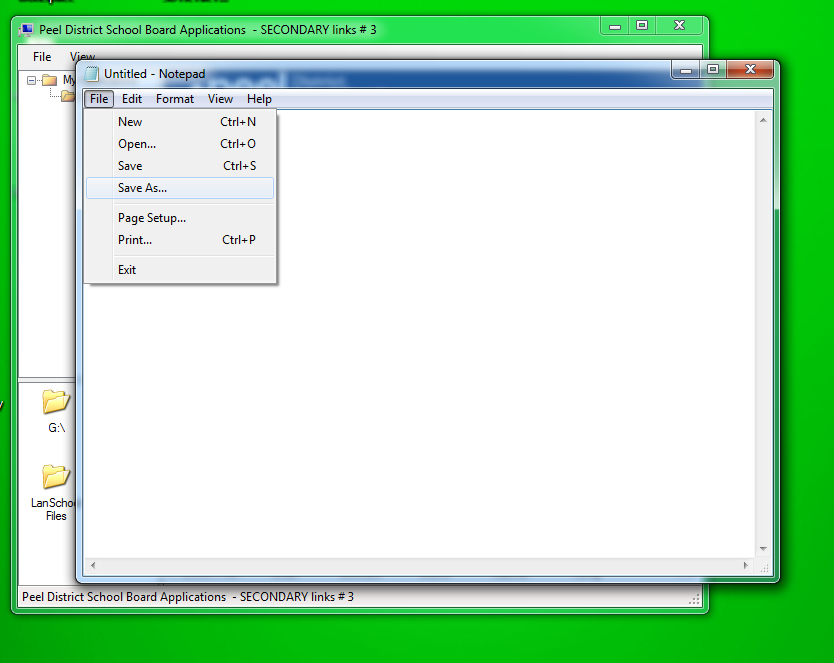 Peel District School Board Applications - SECONDARY links # 3
File View
My
Untitled - Notepad
File Edit Format View Help
New Ctrl+N
Open... Ctrl+O
Save Ctrl+S
Save As...
Page Setup...
Print... Ctrl+P
Exit
G:\
LanSchoo
Files
Peel District School Board Applications - SECONDARY links # 3